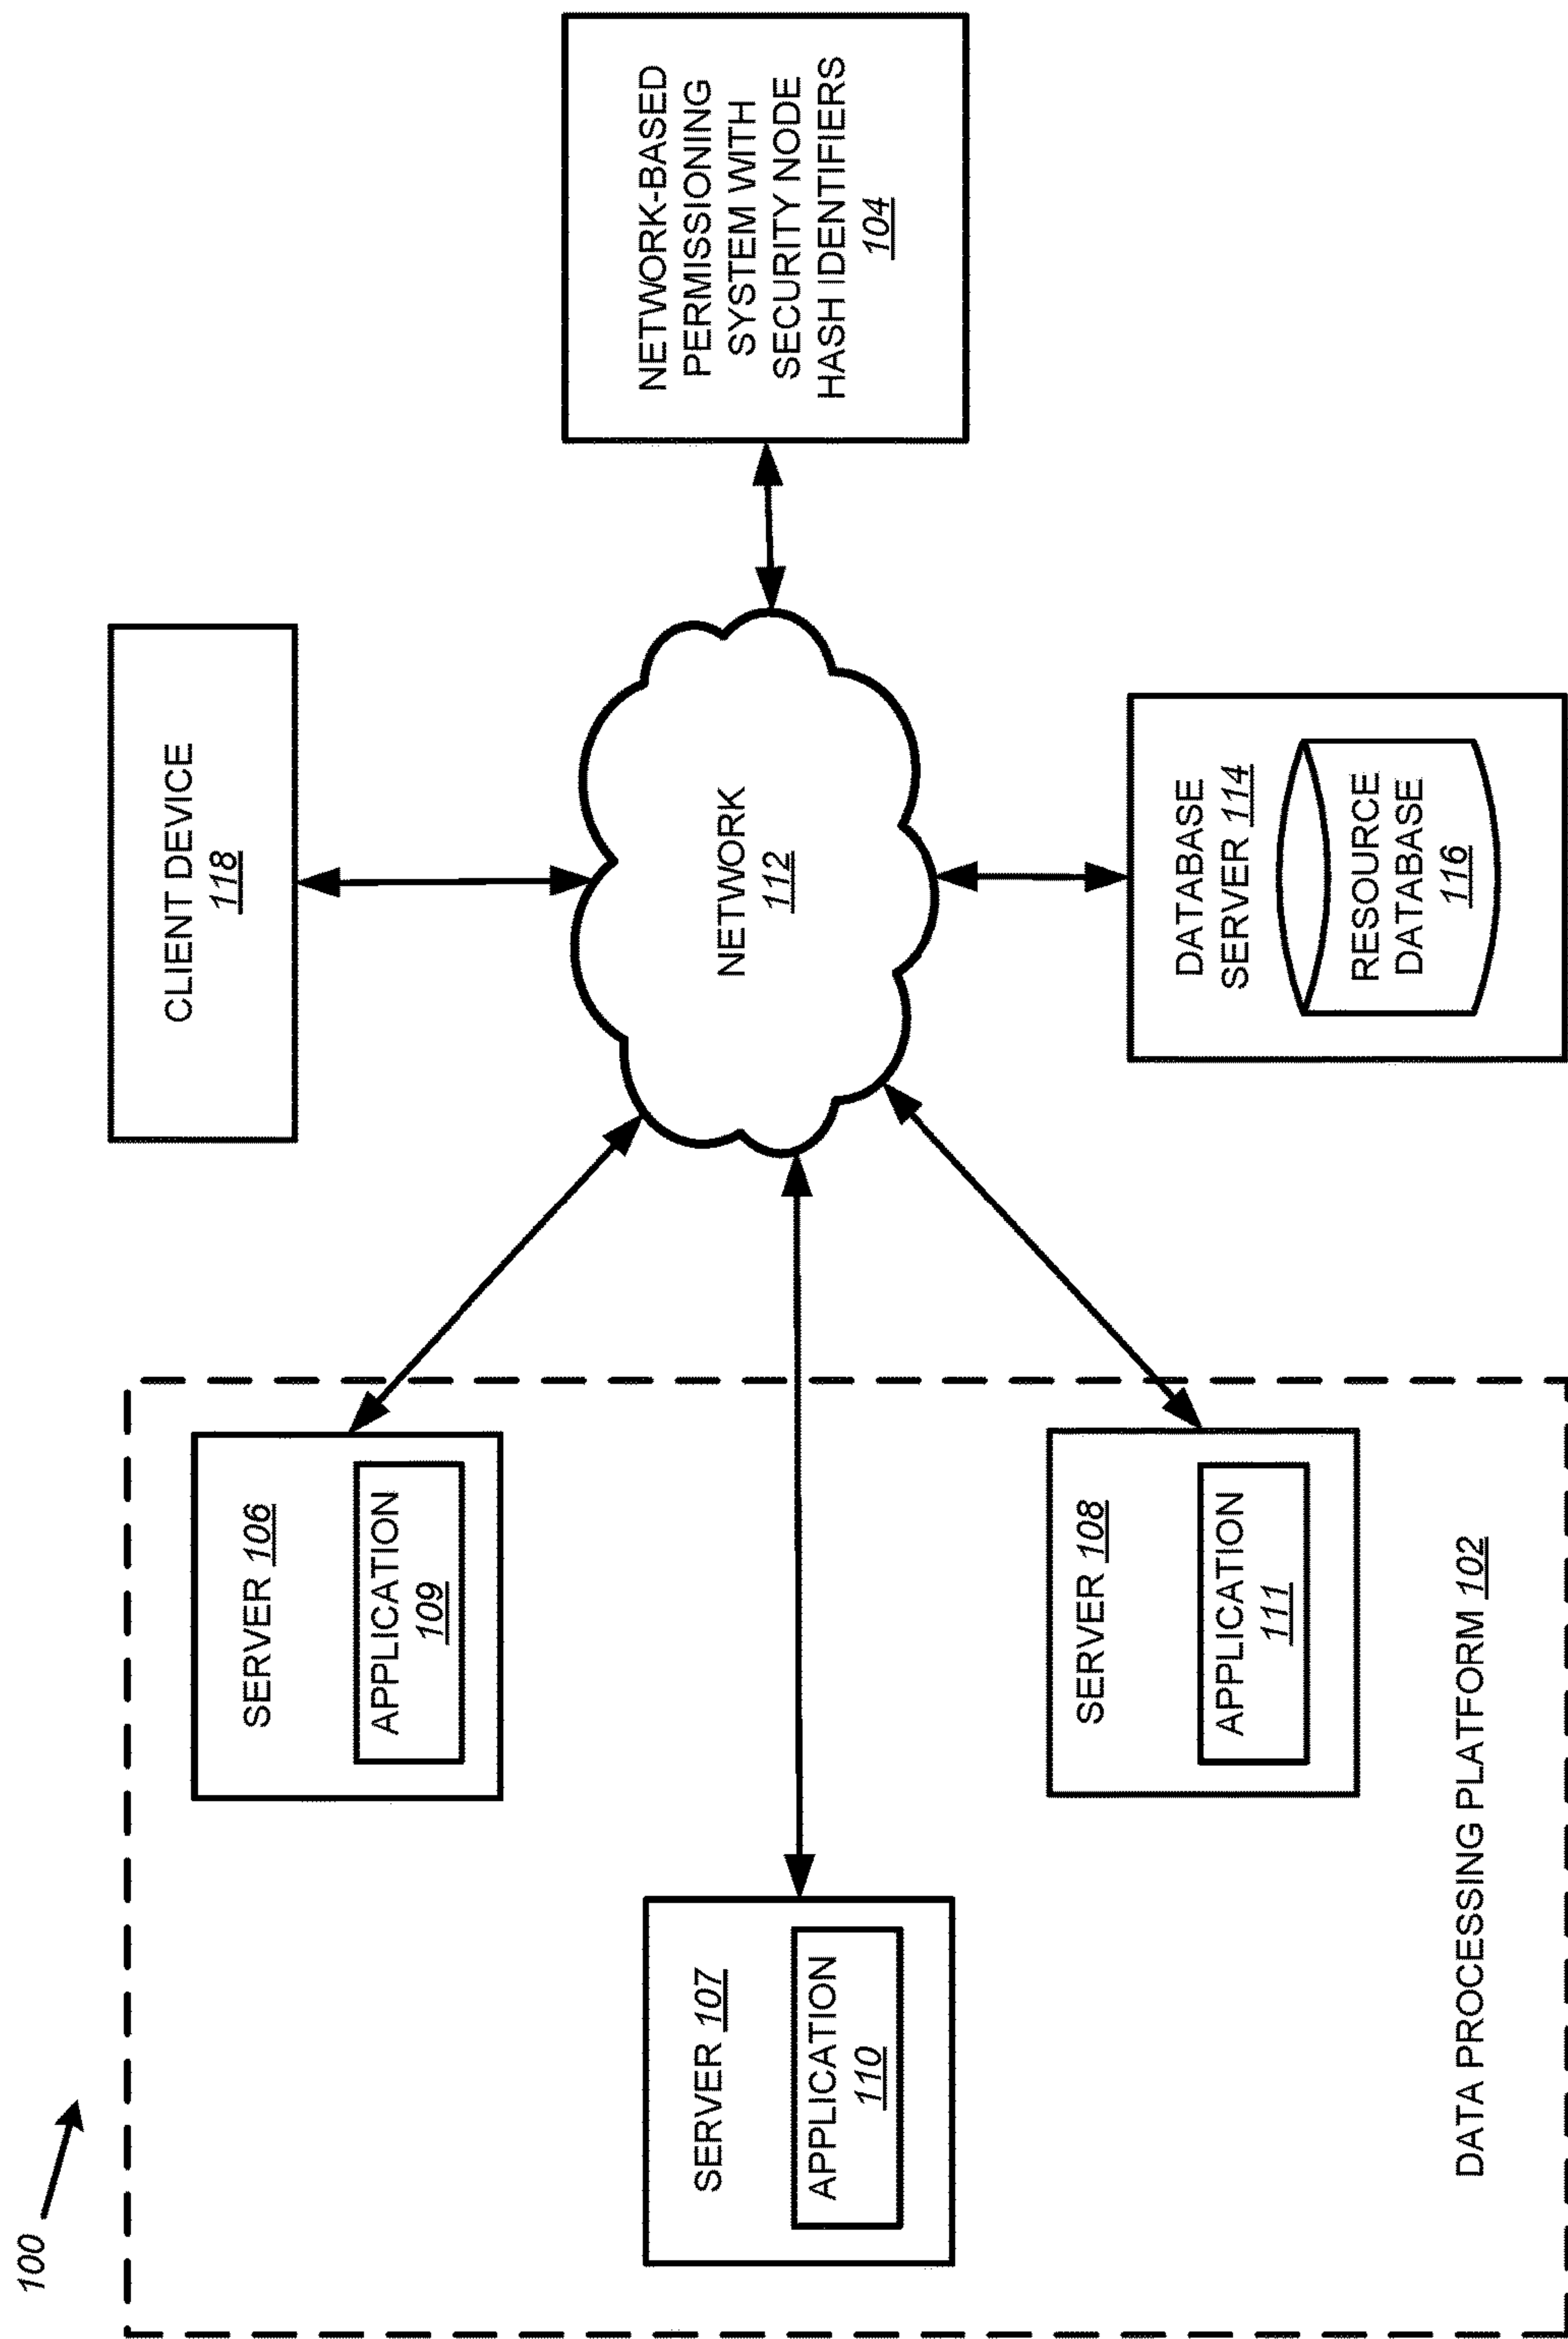 100
SERVER 106
APPLICATION
109
SERVER 107
APPLICATION
110
SERVER 108
APPLICATION
111
DATA PROCESSING PLATFORM 102
CLIENT DEVICE
118
NETWORK
112
DATABASE
SERVER 114
RESOURCE
DATABASE
116
NETWORK-BASED
PERMISSIONING
SYSTEM WITH
SECURITY NODE
HASH IDENTIFIERS
104